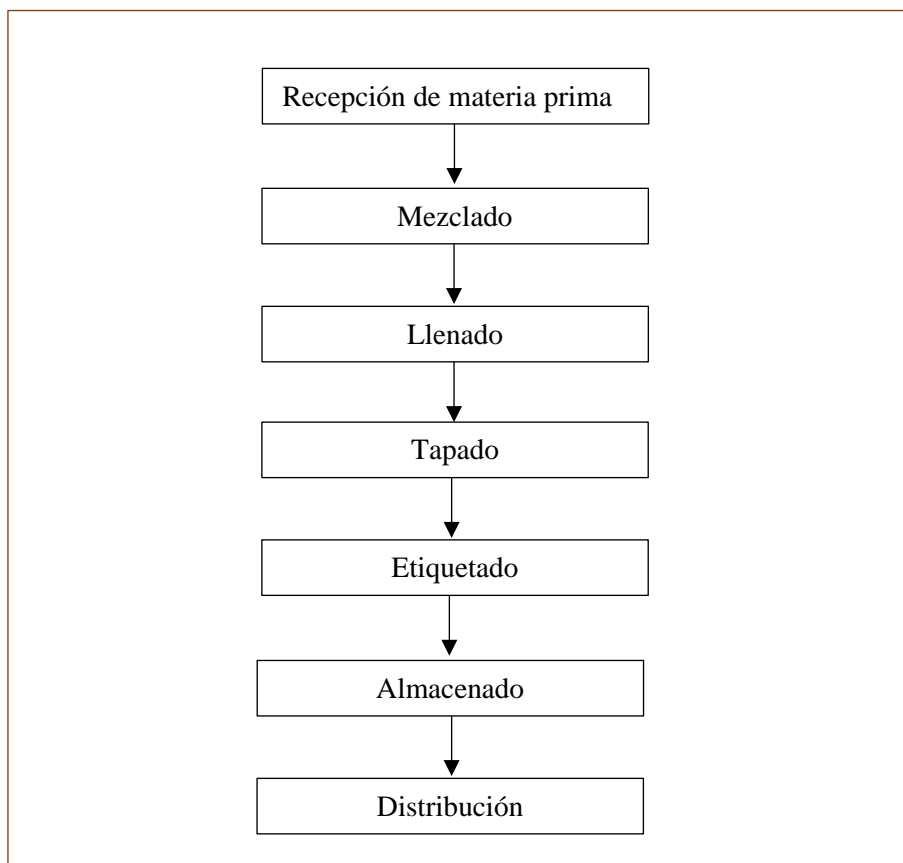 Recepción de materia prima
Mezclado
Llenado
Tapado
Etiquetado
Almacenado
Distribución